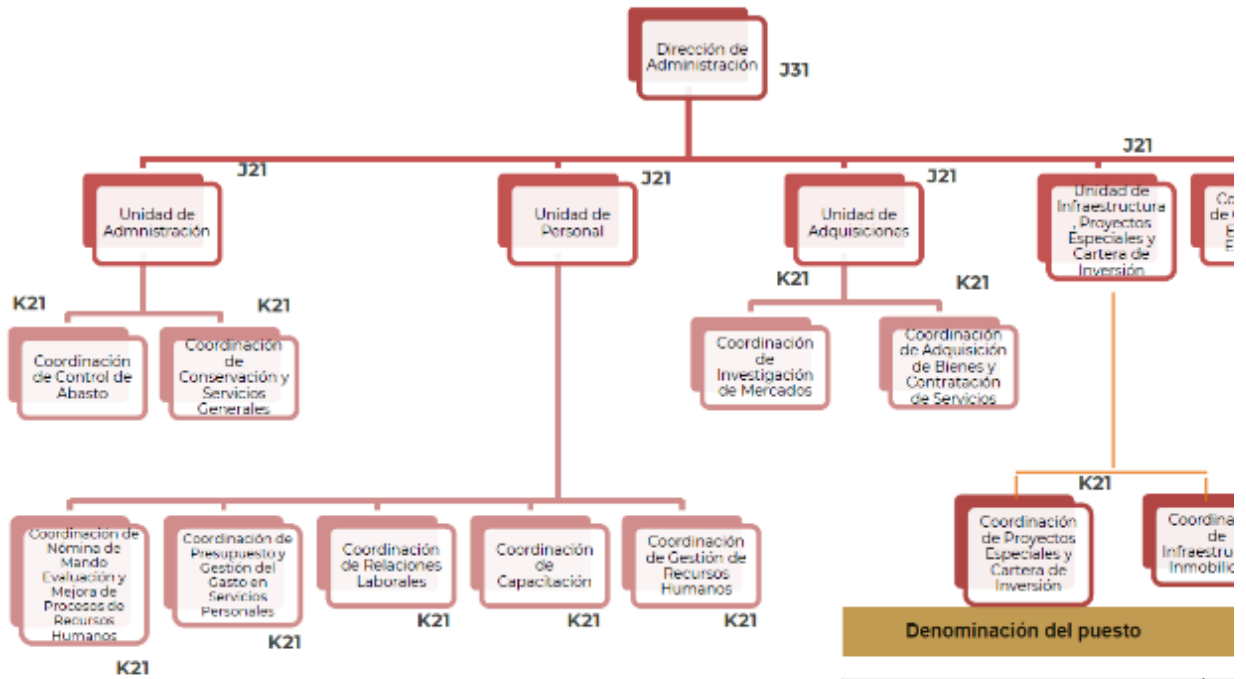 Dirección de
Administración
J31
J21
J21
J21
J21
Unidad de
Admnistración
Unidad de
Personal
Unidad de
Adquisiciones
Unidad de
Infraestructura
, Proyectos
Especiales y
Cartera de
Inversión
K21
K21
K21
K21
Coordinación
de Control de
Abasto
Coordinación
de
Conservación y
Servicios
Generales
Coordinación
de
Investigación
de Mercados
Coordinación
de Adquisición
de Bienes y
Contratación
de Servicios
K21
Coordinación de
Nómina de
Mando
Evaluación y
Mejora de
Procesos de
Recursos
Humanos
K21
Coordinación de
Presupuesto y
Gestión del
Gasto en
Servicios
Personales
K21
Coordinación
de Relaciones
Laborales
K21
Coordinación
de
Capacitación
K21
Coordinación
de Gestión de
Recursos
Humanos
K21
Coordinación
de Proyectos
Especiales y
Cartera de
Inversión
de
Denominación del puesto